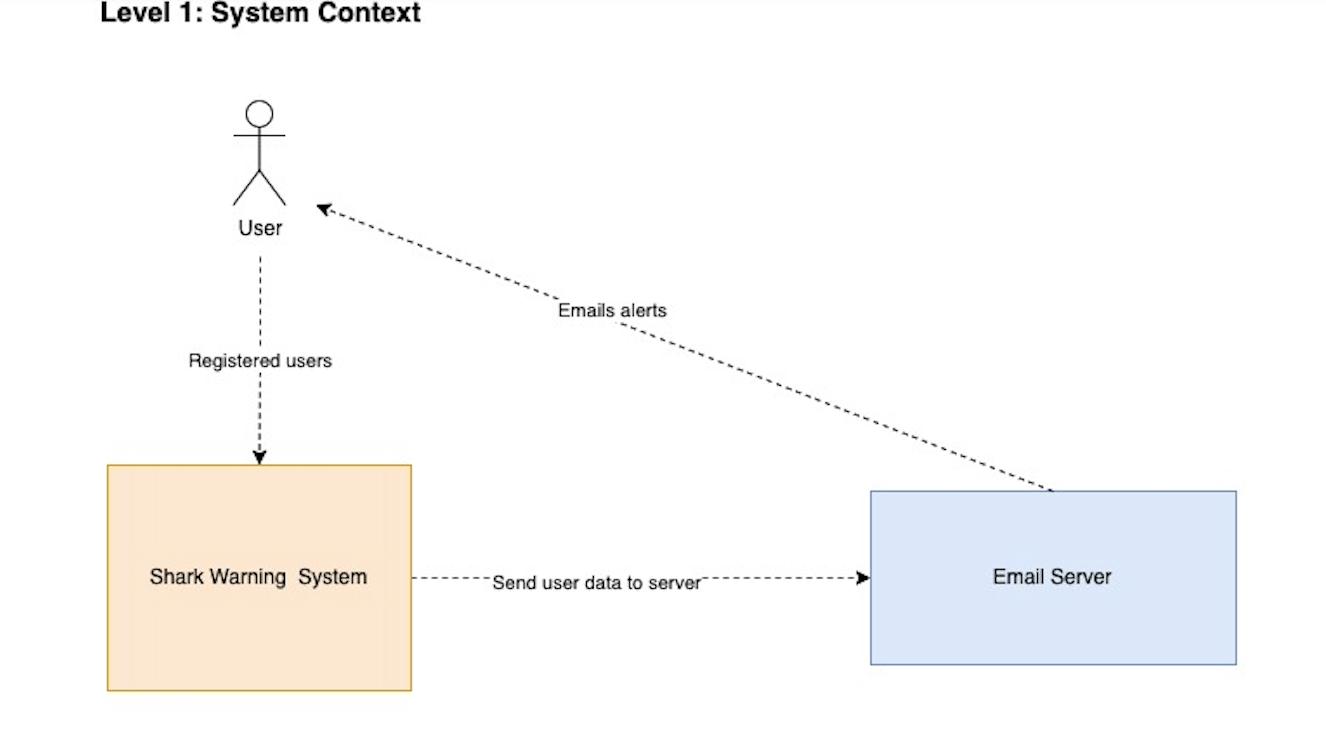 Level 1: System Context
User
Emails alerts
Registered users
Shark Warning  System
Send user data to server
Email Server